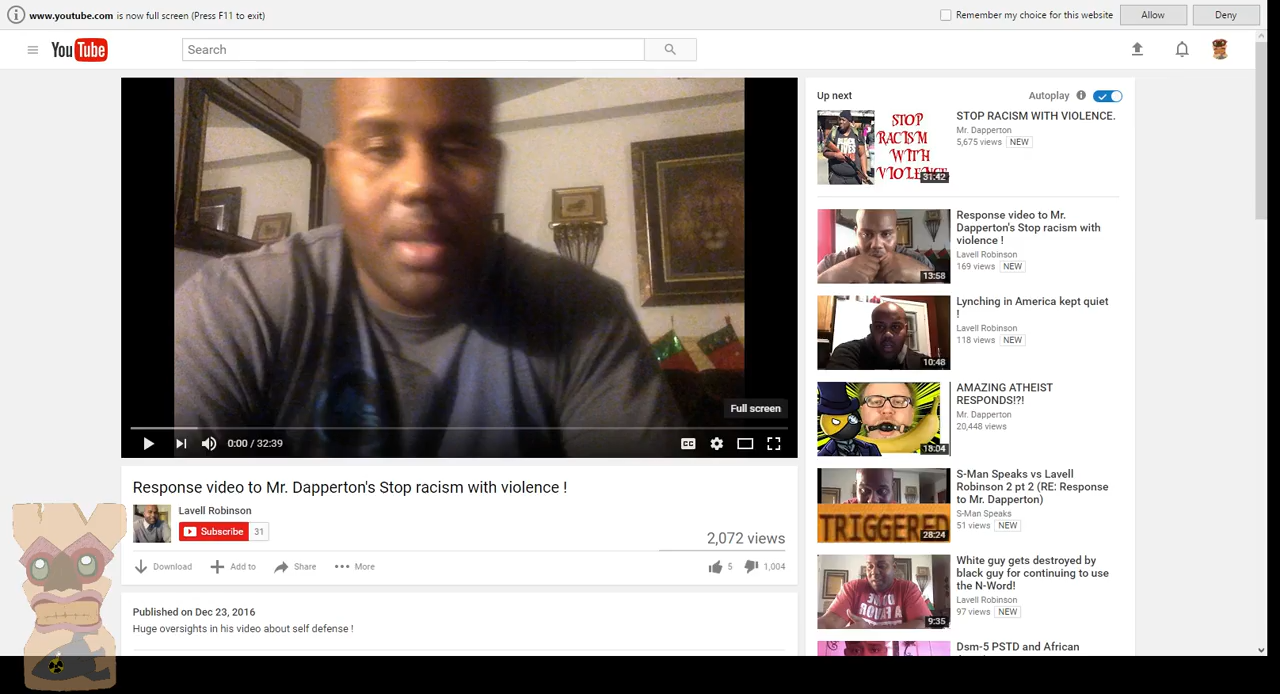 www.youtube.com is now full screen (Press F11 to exit)
Remember my choice for this website
Allow
Deny
YouTube
Search
Full screen
0:00 / 32:39
CC
Response video to Mr. Dapperton's Stop racism with violence !
Lavell Robinson
Subscribe 31
2,072 views
Download
Add to
Share
More
5
1,004
Published on Dec 23, 2016
Huge oversights in his video about self defense !
Up next
Autoplay
STOP
RACISM
WITH
VIOLENCE
31:42
STOP RACISM WITH VIOLENCE.
Mr. Dapperton
5,675 views NEW
13:58
Response video to Mr.
Dapperton's Stop racism with
violence !
Lavell Robinson
169 views NEW
10:48
Lynching in America kept quiet
!
Lavell Robinson
118 views NEW
18:04
AMAZING ATHEIST
RESPONDS!?!
Mr. Dapperton
20,448 views
TRIGGERED
28:24
S-Man Speaks vs Lavell
Robinson 2 pt 2 (RE: Response
to Mr. Dapperton)
S-Man Speaks
51 views NEW
9:35
White guy gets destroyed by
black guy for continuing to use
the N-Word!
Lavell Robinson
97 views NEW
Dsm-5 PSTD and African